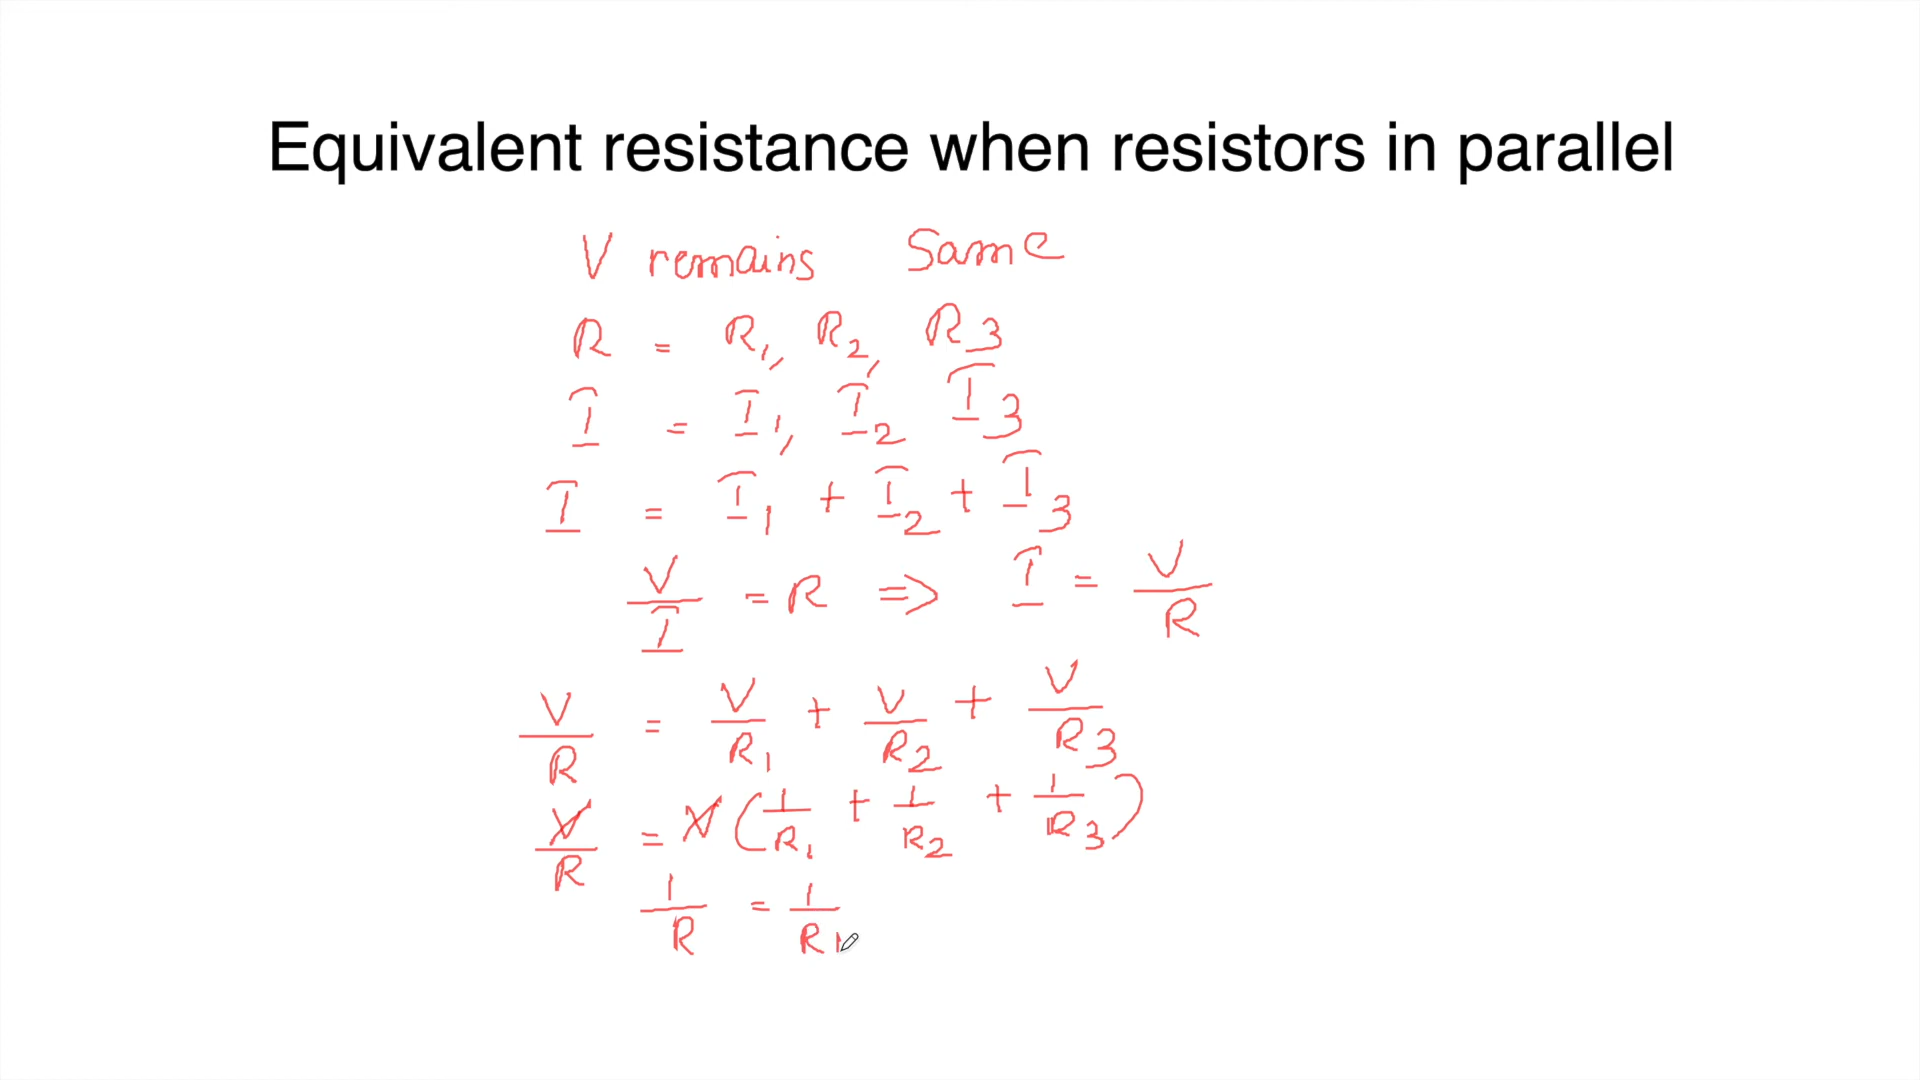 Equivalent resistance when resistors in parallel
V remains Same
R = R1, R2, R3
I = I1, I2 I3
I = I1 + I2 + I3
V/I = R => I = V/R
V/R = V/R1 + V/R2 + V/R3
V/R = V(1/R1 + 1/R2 + 1/R3)
1/R = 1/R1